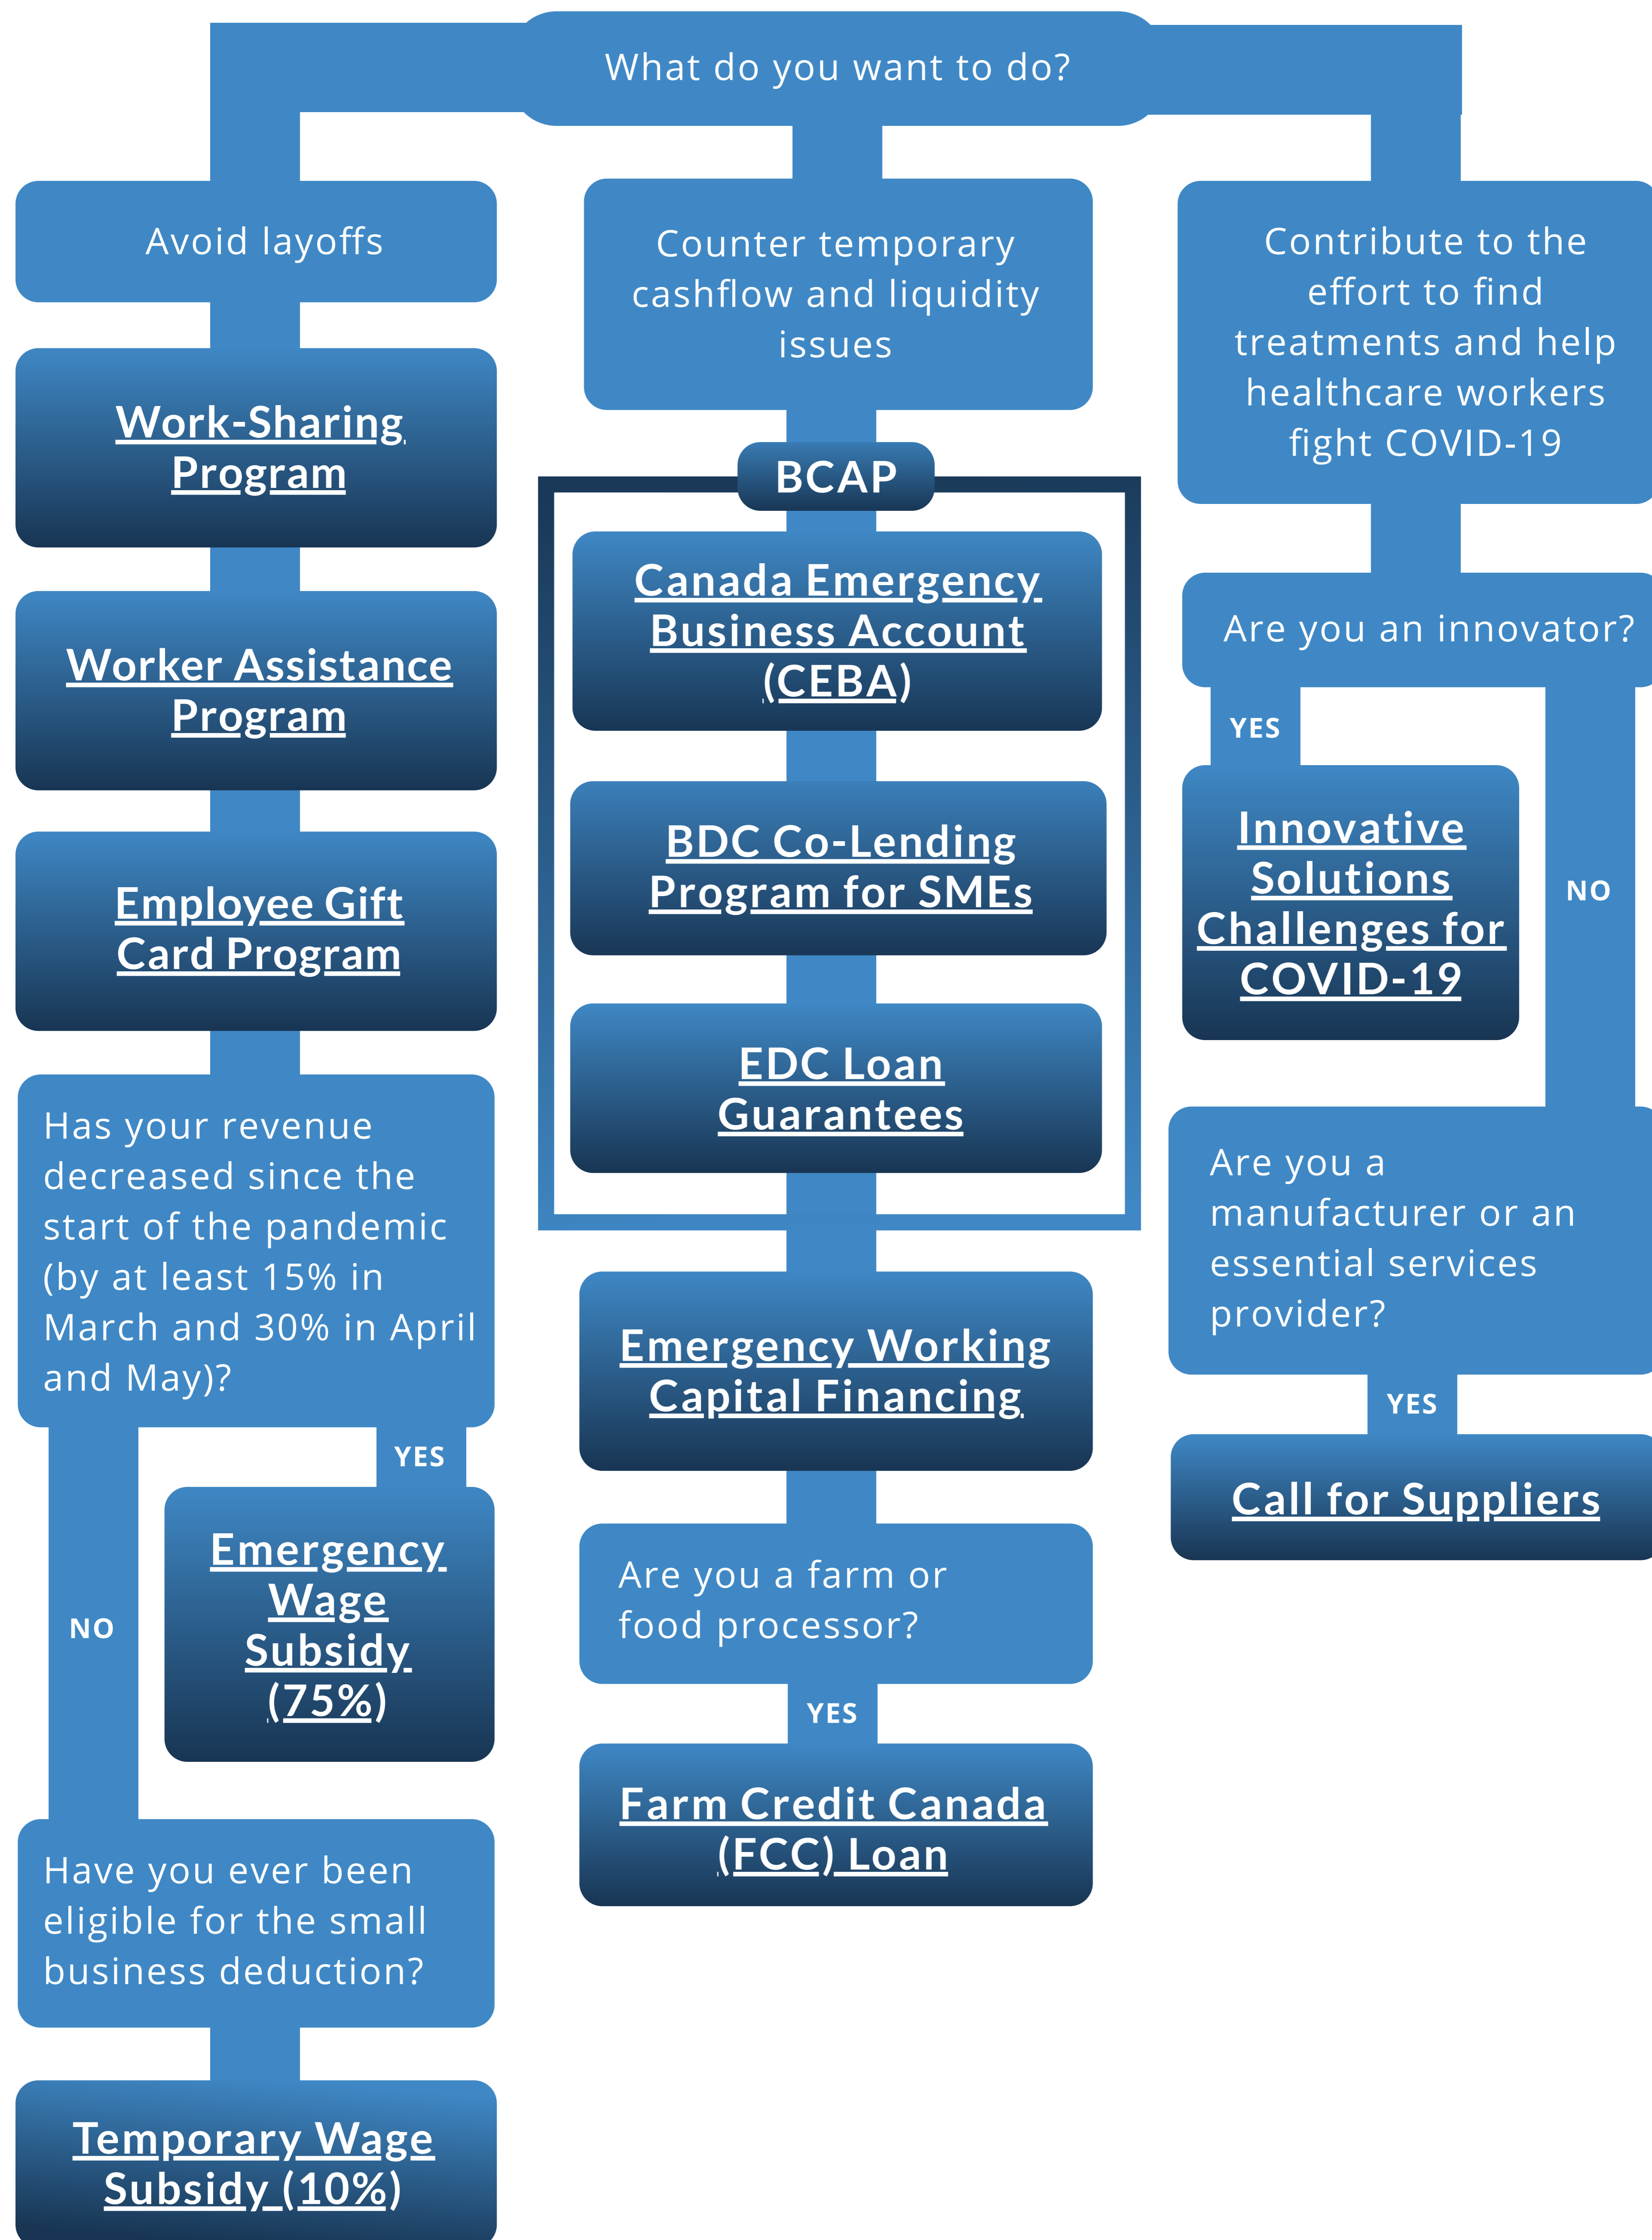 What do you want to do?
Avoid layoffs
Work-Sharing
Program
Worker Assistance
Program
Employee Gift
Card Program
Has your revenue
decreased since the
start of the pandemic
(by at least 15% in
March and 30% in April
and May)?
YES
Emergency
Wage
Subsidy
(75%)
NO
Have you ever been
eligible for the small
business deduction?
Temporary Wage
Subsidy (10%)
Counter temporary
cashflow and liquidity
issues
BCAP
Canada Emergency
Business Account
(CEBA)
BDC Co-Lending
Program for SMEs
EDC Loan
Guarantees
Emergency Working
Capital Financing
Are you a farm or
food processor?
YES
Farm Credit Canada
(FCC) Loan
Contribute to the
effort to find
treatments and help
healthcare workers
fight COVID-19
Are you an innovator?
YES
Innovative
Solutions
Challenges for
COVID-19
NO
Are you a
manufacturer or an
essential services
provider?
YES
Call for Suppliers